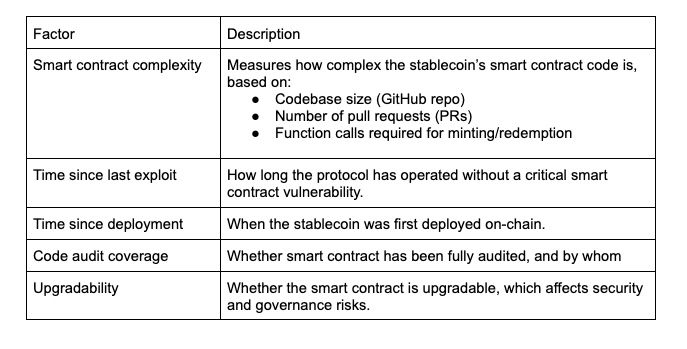 Factor
Description
Smart contract complexity
Measures how complex the stablecoin’s smart contract code is,
based on:
● Codebase size (GitHub repo)
● Number of pull requests (PRs)
● Function calls required for minting/redemption
Time since last exploit
How long the protocol has operated without a critical smart
contract vulnerability.
Time since deployment
When the stablecoin was first deployed on-chain.
Code audit coverage
Whether smart contract has been fully audited, and by whom
Upgradability
Whether the smart contract is upgradable, which affects security
and governance risks.